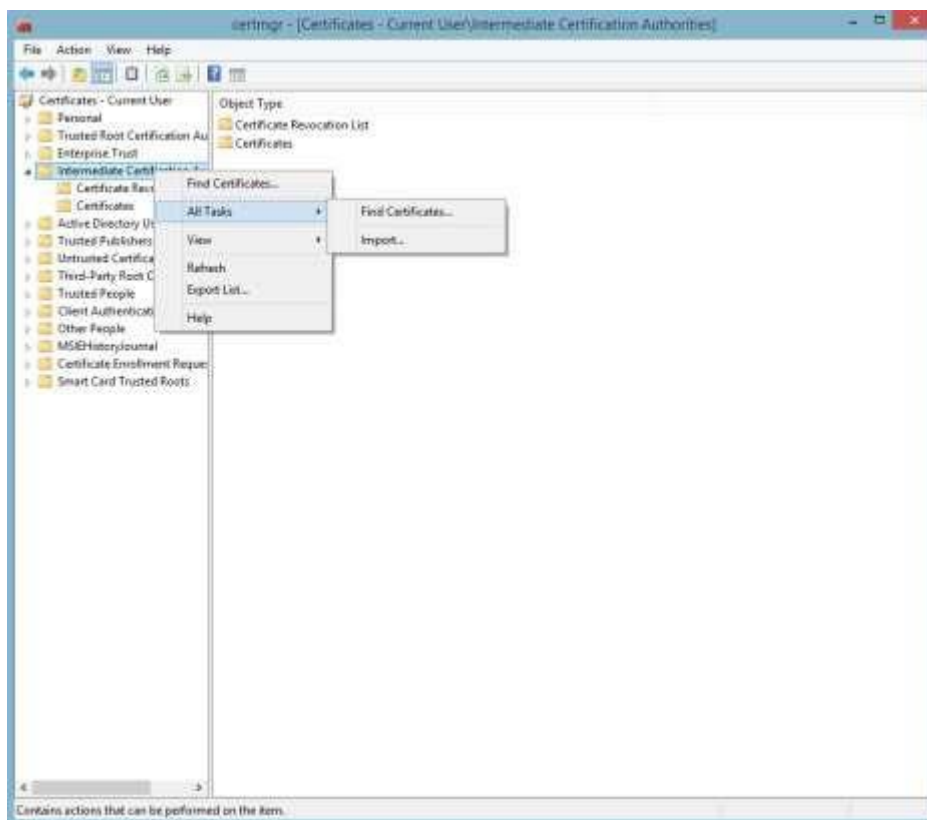 certmgr - [Certificates - Current User\Intermediate Certification Authorities]
File Action View Help
Certificates - Current User
Personal
Trusted Root Certification Au
Enterprise Trust
Intermediate Certification A
Certificate Revo
Certificates
Active Directory Us
Trusted Publishers
Untrusted Certifica
Third-Party Root C
Trusted People
Client Authenticati
Other People
MSIEHistoryJournal
Certificate Enrollment Reque
Smart Card Trusted Roots
Object Type
Certificate Revocation List
Certificates
Find Certificates...
All Tasks
View
Refresh
Export List...
Help
Find Certificates...
Import...
Contains actions that can be performed on the item.